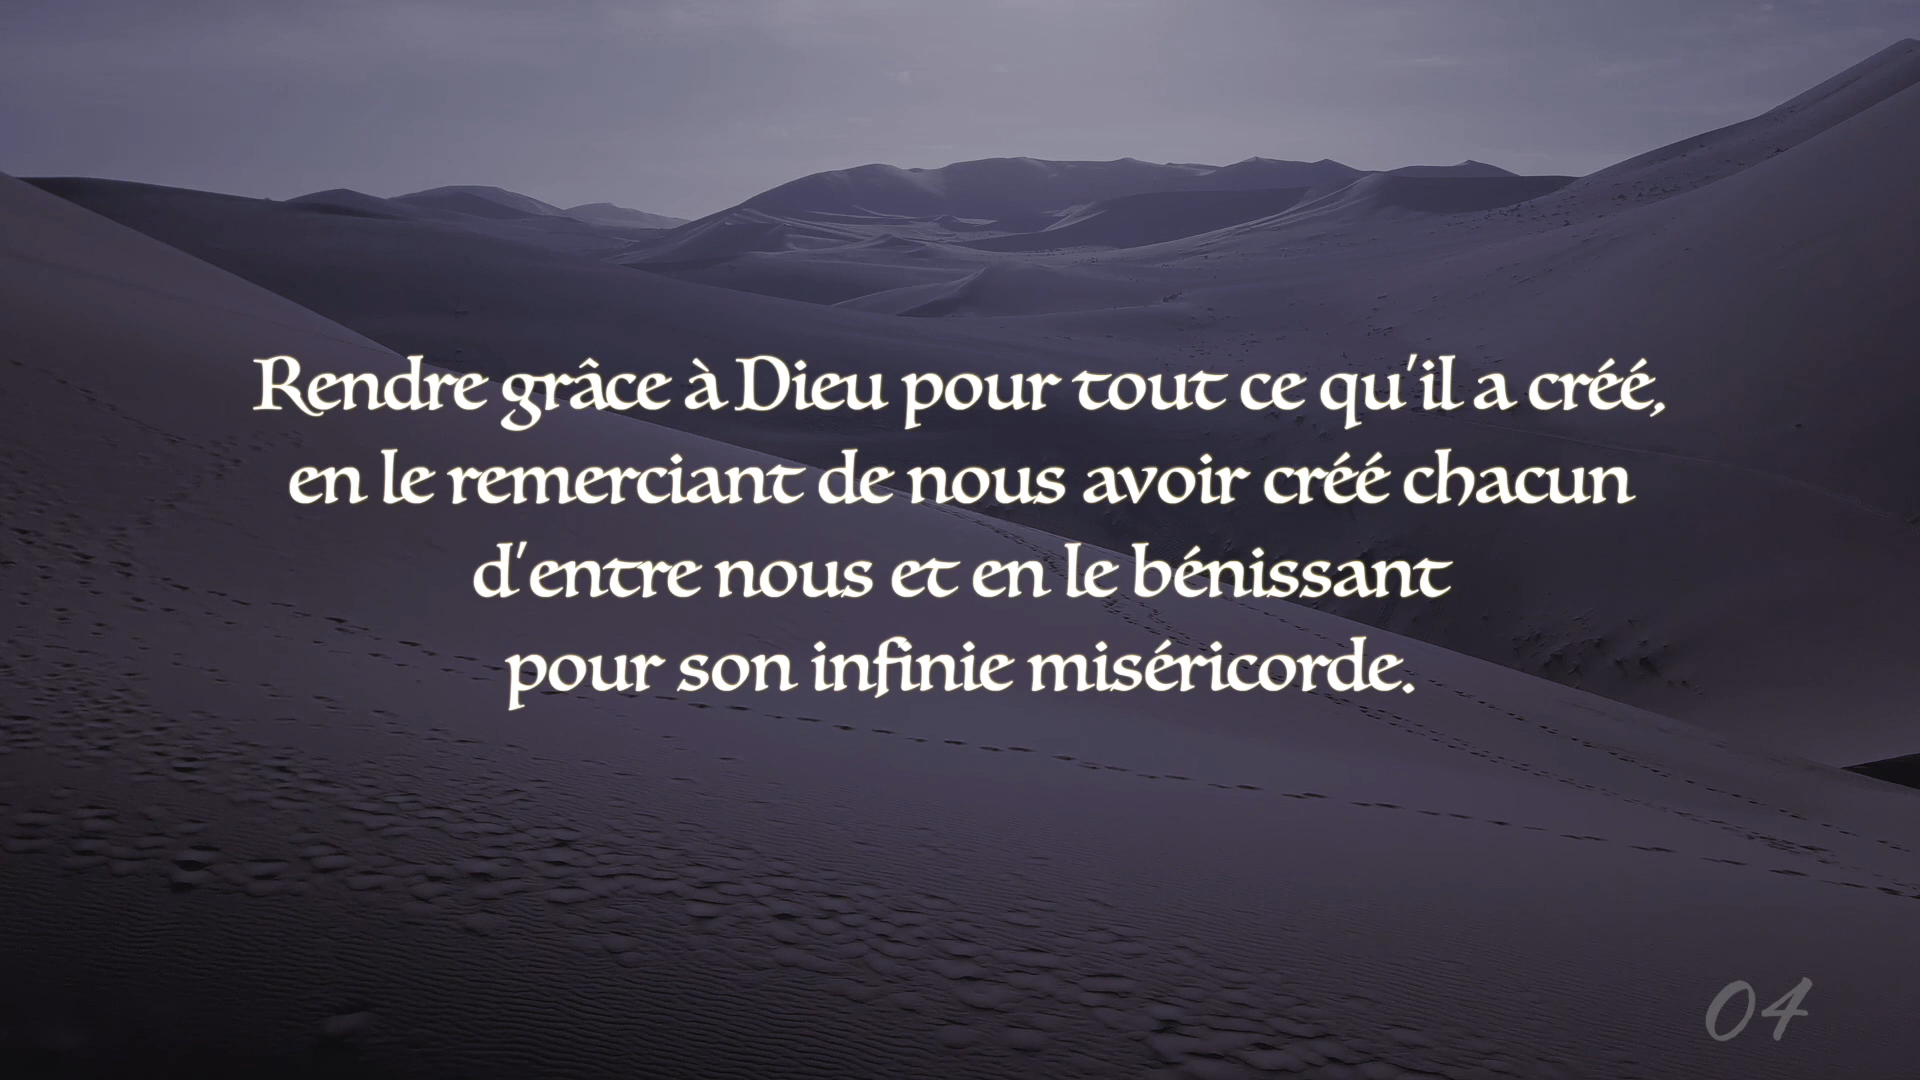 Rendre grâce à Dieu pour tout ce qu'il a créé,
en le remerciant de nous avoir créé chacun
d'entre nous et en le bénissant
pour son infinie miséricorde.
04